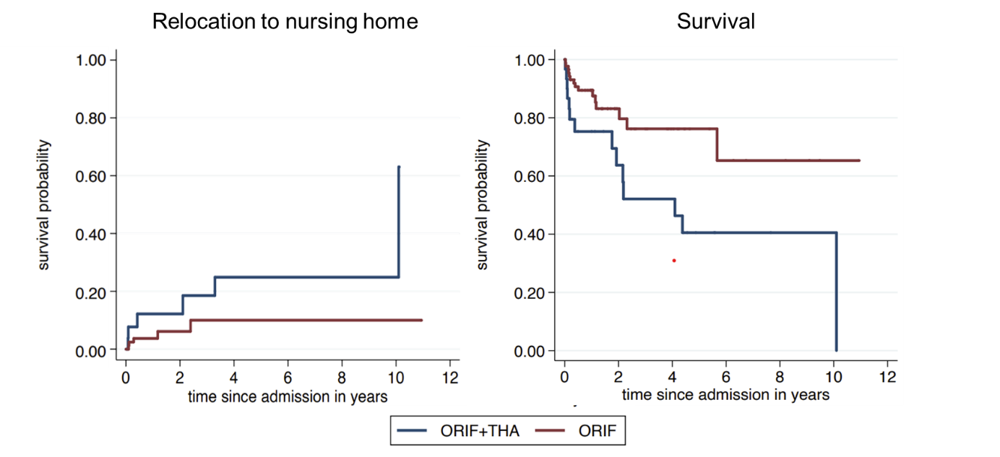 Relocation to nursing home
survival probability
1.00
0.80
0.60
0.40
0.20
0.00
0 2 4 6 8 10 12
time since admission in years
Survival
survival probability
1.00
0.80
0.60
0.40
0.20
0.00
0 2 4 6 8 10 12
time since admission in years
ORIF+THA ORIF